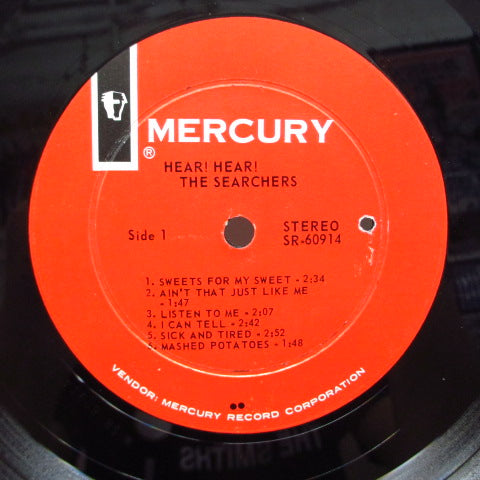 MERCURY
®
HEAR! HEAR!
THE SEARCHERS
Side 1
STEREO
SR-60914
1. SWEETS FOR MY SWEET - 2:34
2. AIN'T THAT JUST LIKE ME
- 1:47
3. LISTEN TO ME - 2:07
4. I CAN TELL - 2:42
5. SICK AND TIRED - 2:52
6. MASHED POTATOES - 1:48
VENDOR: MERCURY RECORD CORPORATION
THE SMITHS